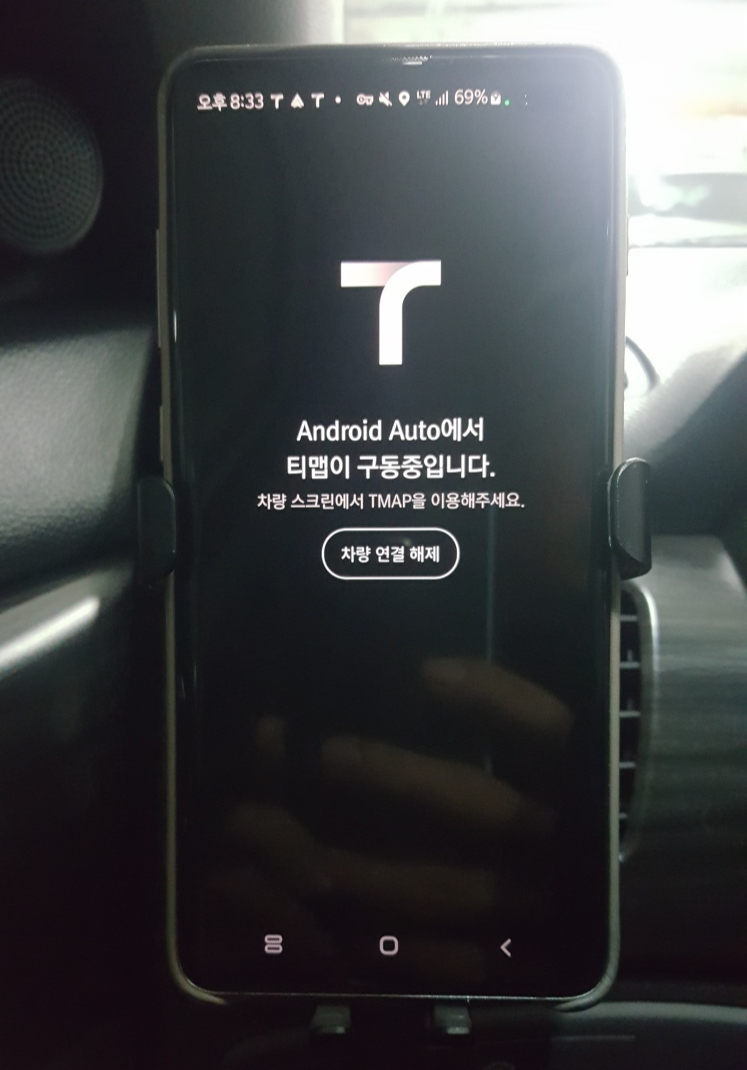 오후 8:33 LTE 69%
Android Auto에서
티맵이 구동중입니다.
차량 스크린에서 TMAP을 이용해주세요.
차량 연결 해제